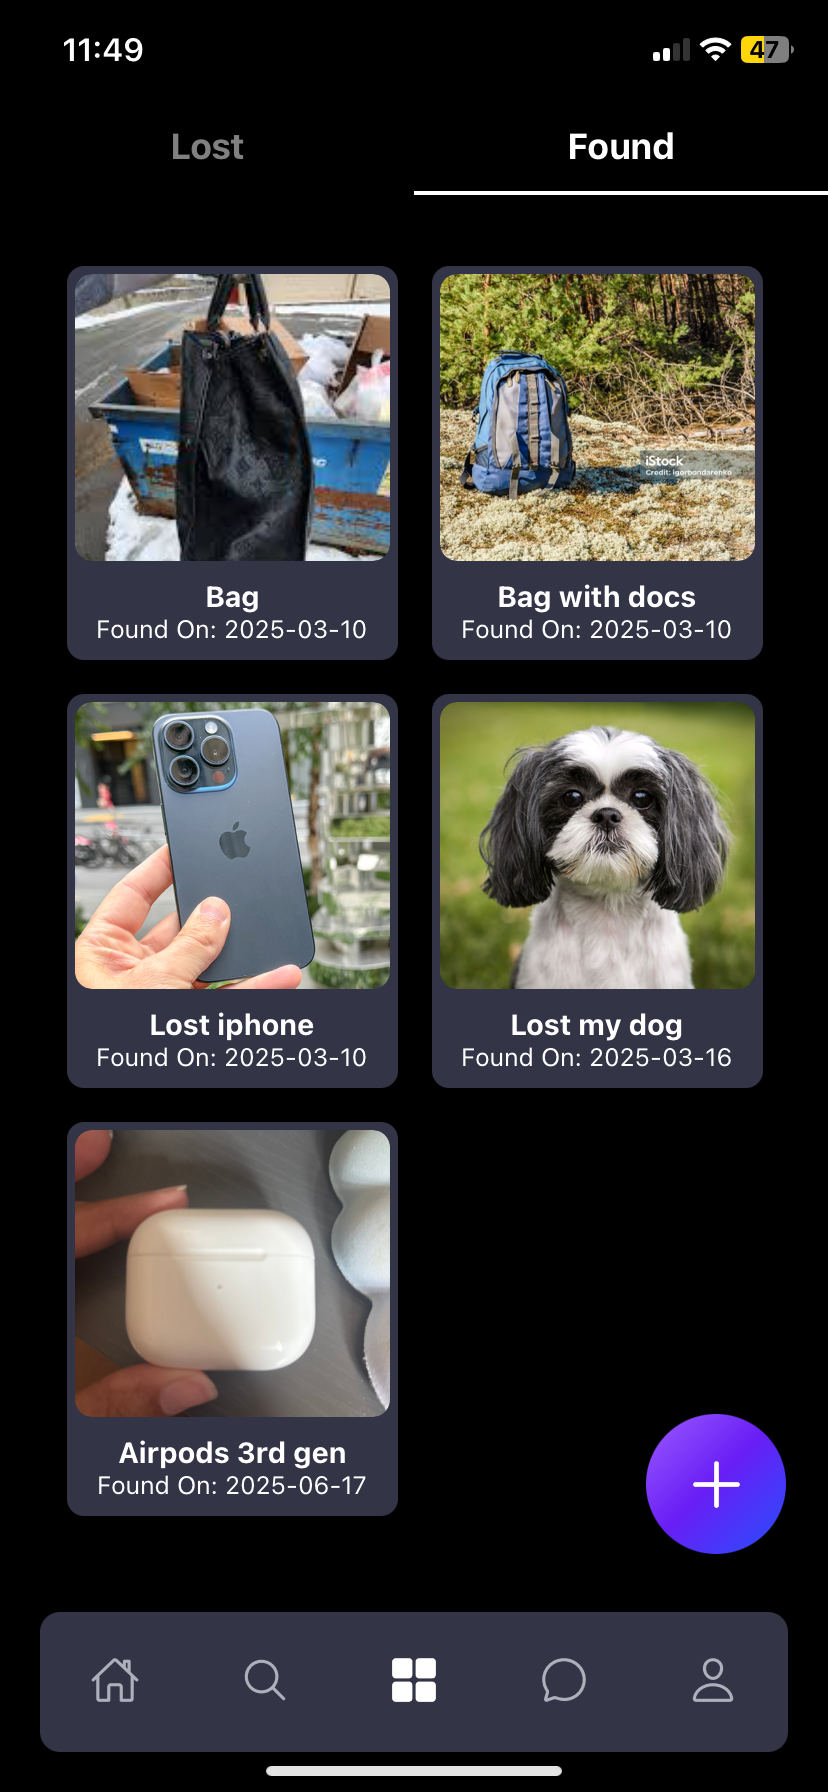 11:49
47
Lost
Found
Bag
Found On: 2025-03-10
iStock
Credit: igorbondarenko
Bag with docs
Found On: 2025-03-10
Lost iphone
Found On: 2025-03-10
Lost my dog
Found On: 2025-03-16
Airpods 3rd gen
Found On: 2025-06-17